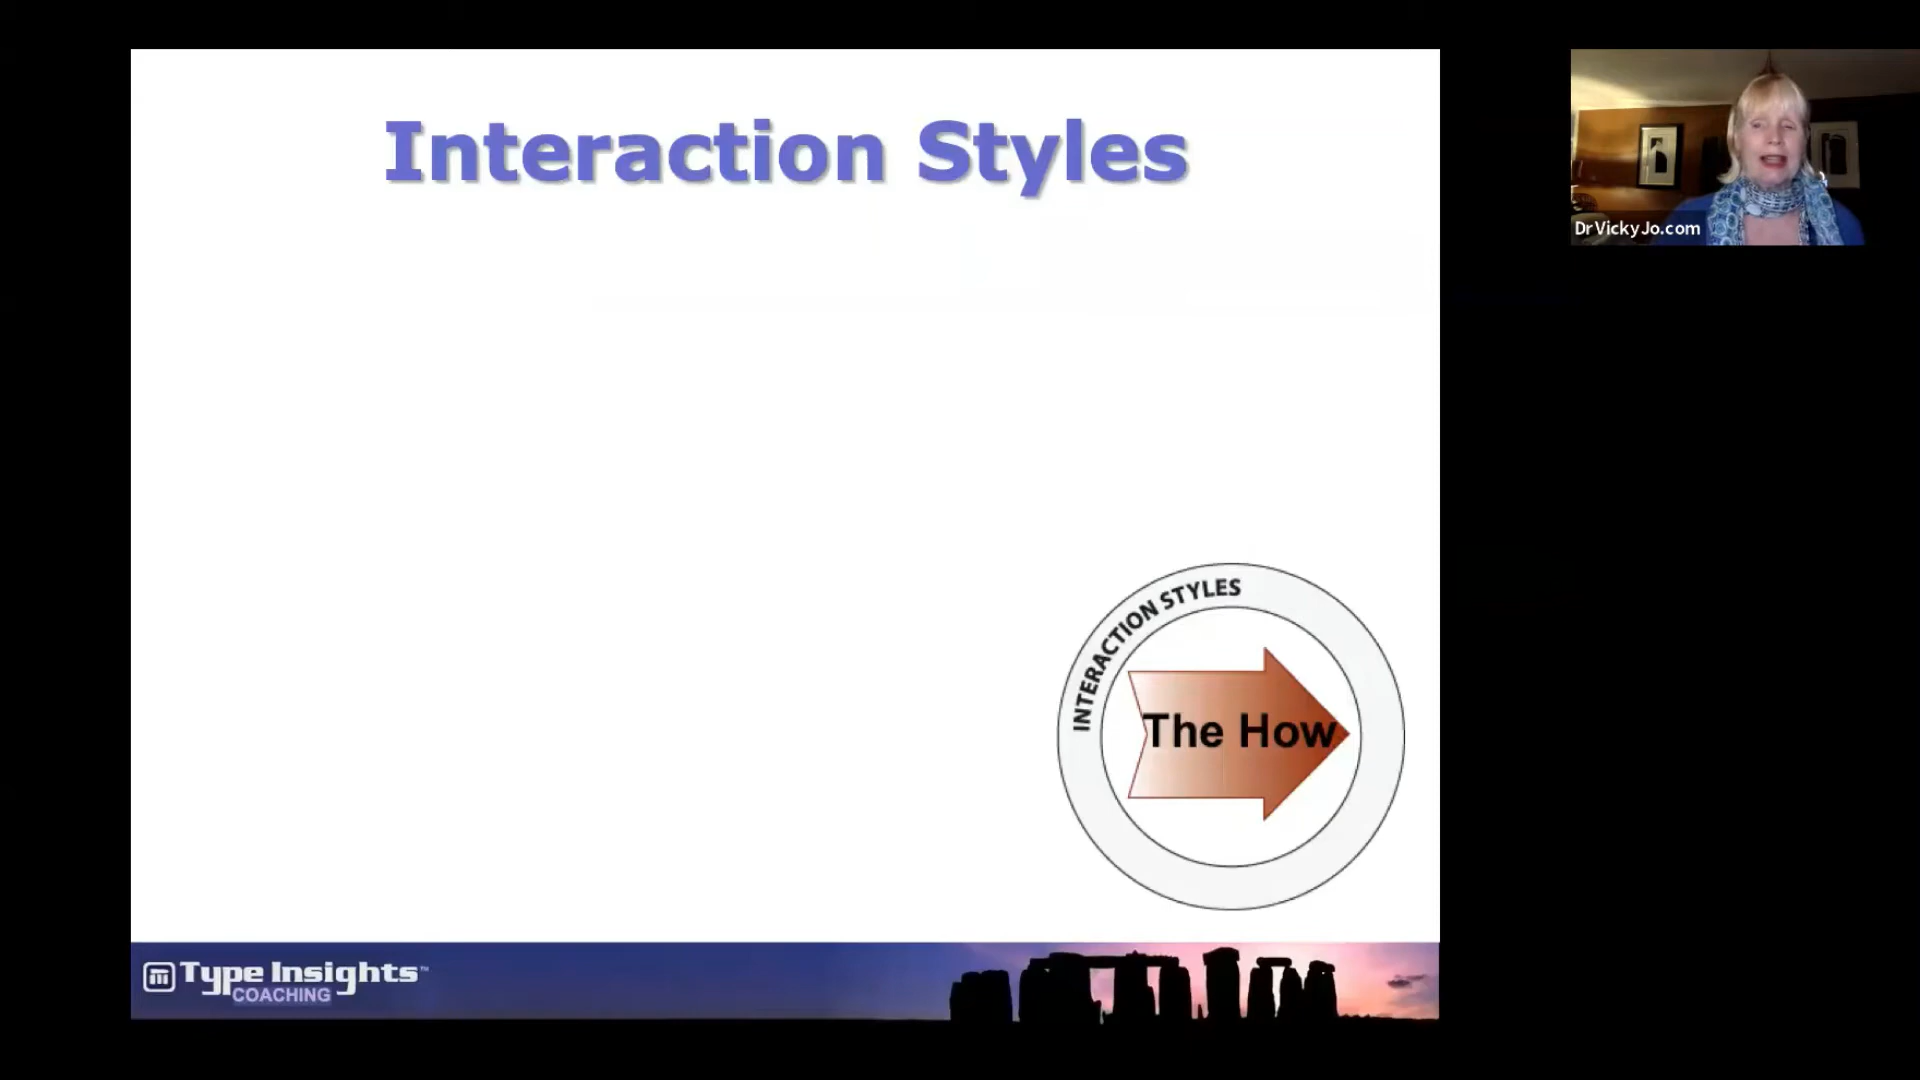 Interaction Styles
DrVickyJo.com
INTERACTION STYLES
The How
Type Insights™
COACHING